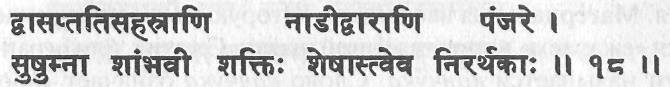 द्वासप्ततिसहस्राणि नाडीद्वाराणि पंजरे ।
सुषुम्ना शांभवी शक्तिः शेषास्त्वेव निरर्थकाः ।। १८ ।।